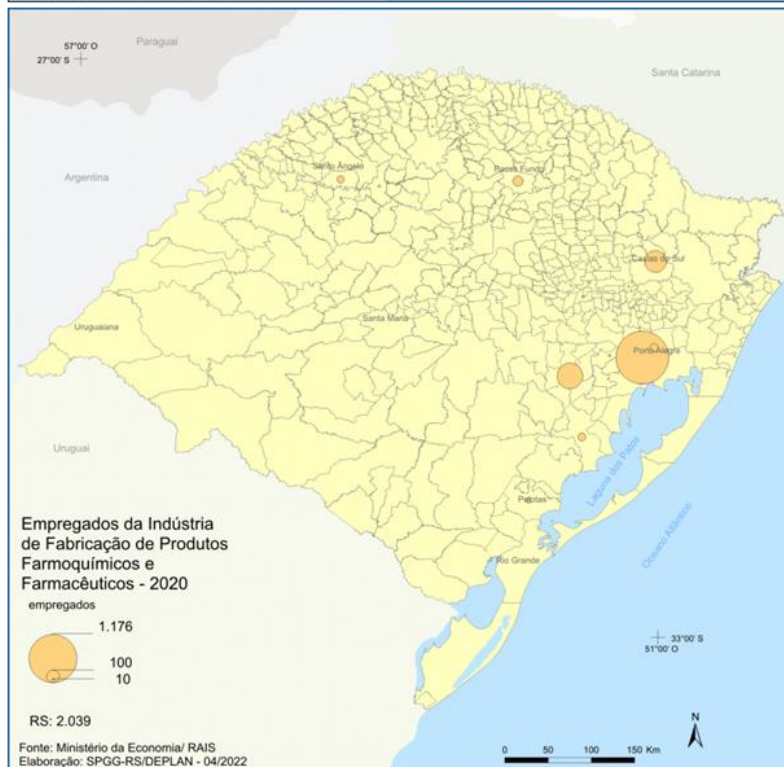 57°00' O
27°00' S
Paraguai
Santa Catarina
Argentina
Santo Ângelo
Passo Fundo
Caxias do Sul
Uruguaiana
Santa Maria
Porto Alegre
Uruguai
Laguna dos Patos
Pelotas
Oceano Atlântico
Rio Grande
Empregados da Indústria
de Fabricação de Produtos
Farmoquímicos e
Farmacêuticos - 2020
empregados
1.176
100
10
33°00' S
51°00' O
RS: 2.039
N
Fonte: Ministério da Economia/ RAIS
Elaboração: SPGG-RS/DEPLAN - 04/2022
0 50 100 150 Km